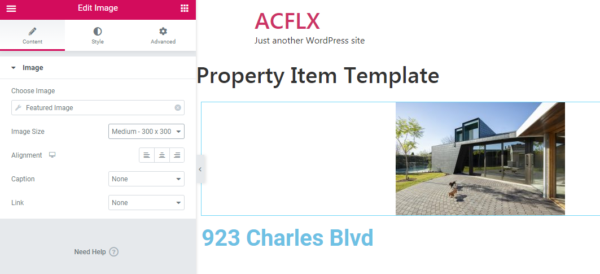 Edit Image
Content
Style
Advanced
Image
Choose Image
Featured Image
Image Size
Medium - 300 x 300
Alignment
Caption
None
Link
None
Need Help
ACFLX
Just another WordPress site
Property Item Template
923 Charles Blvd